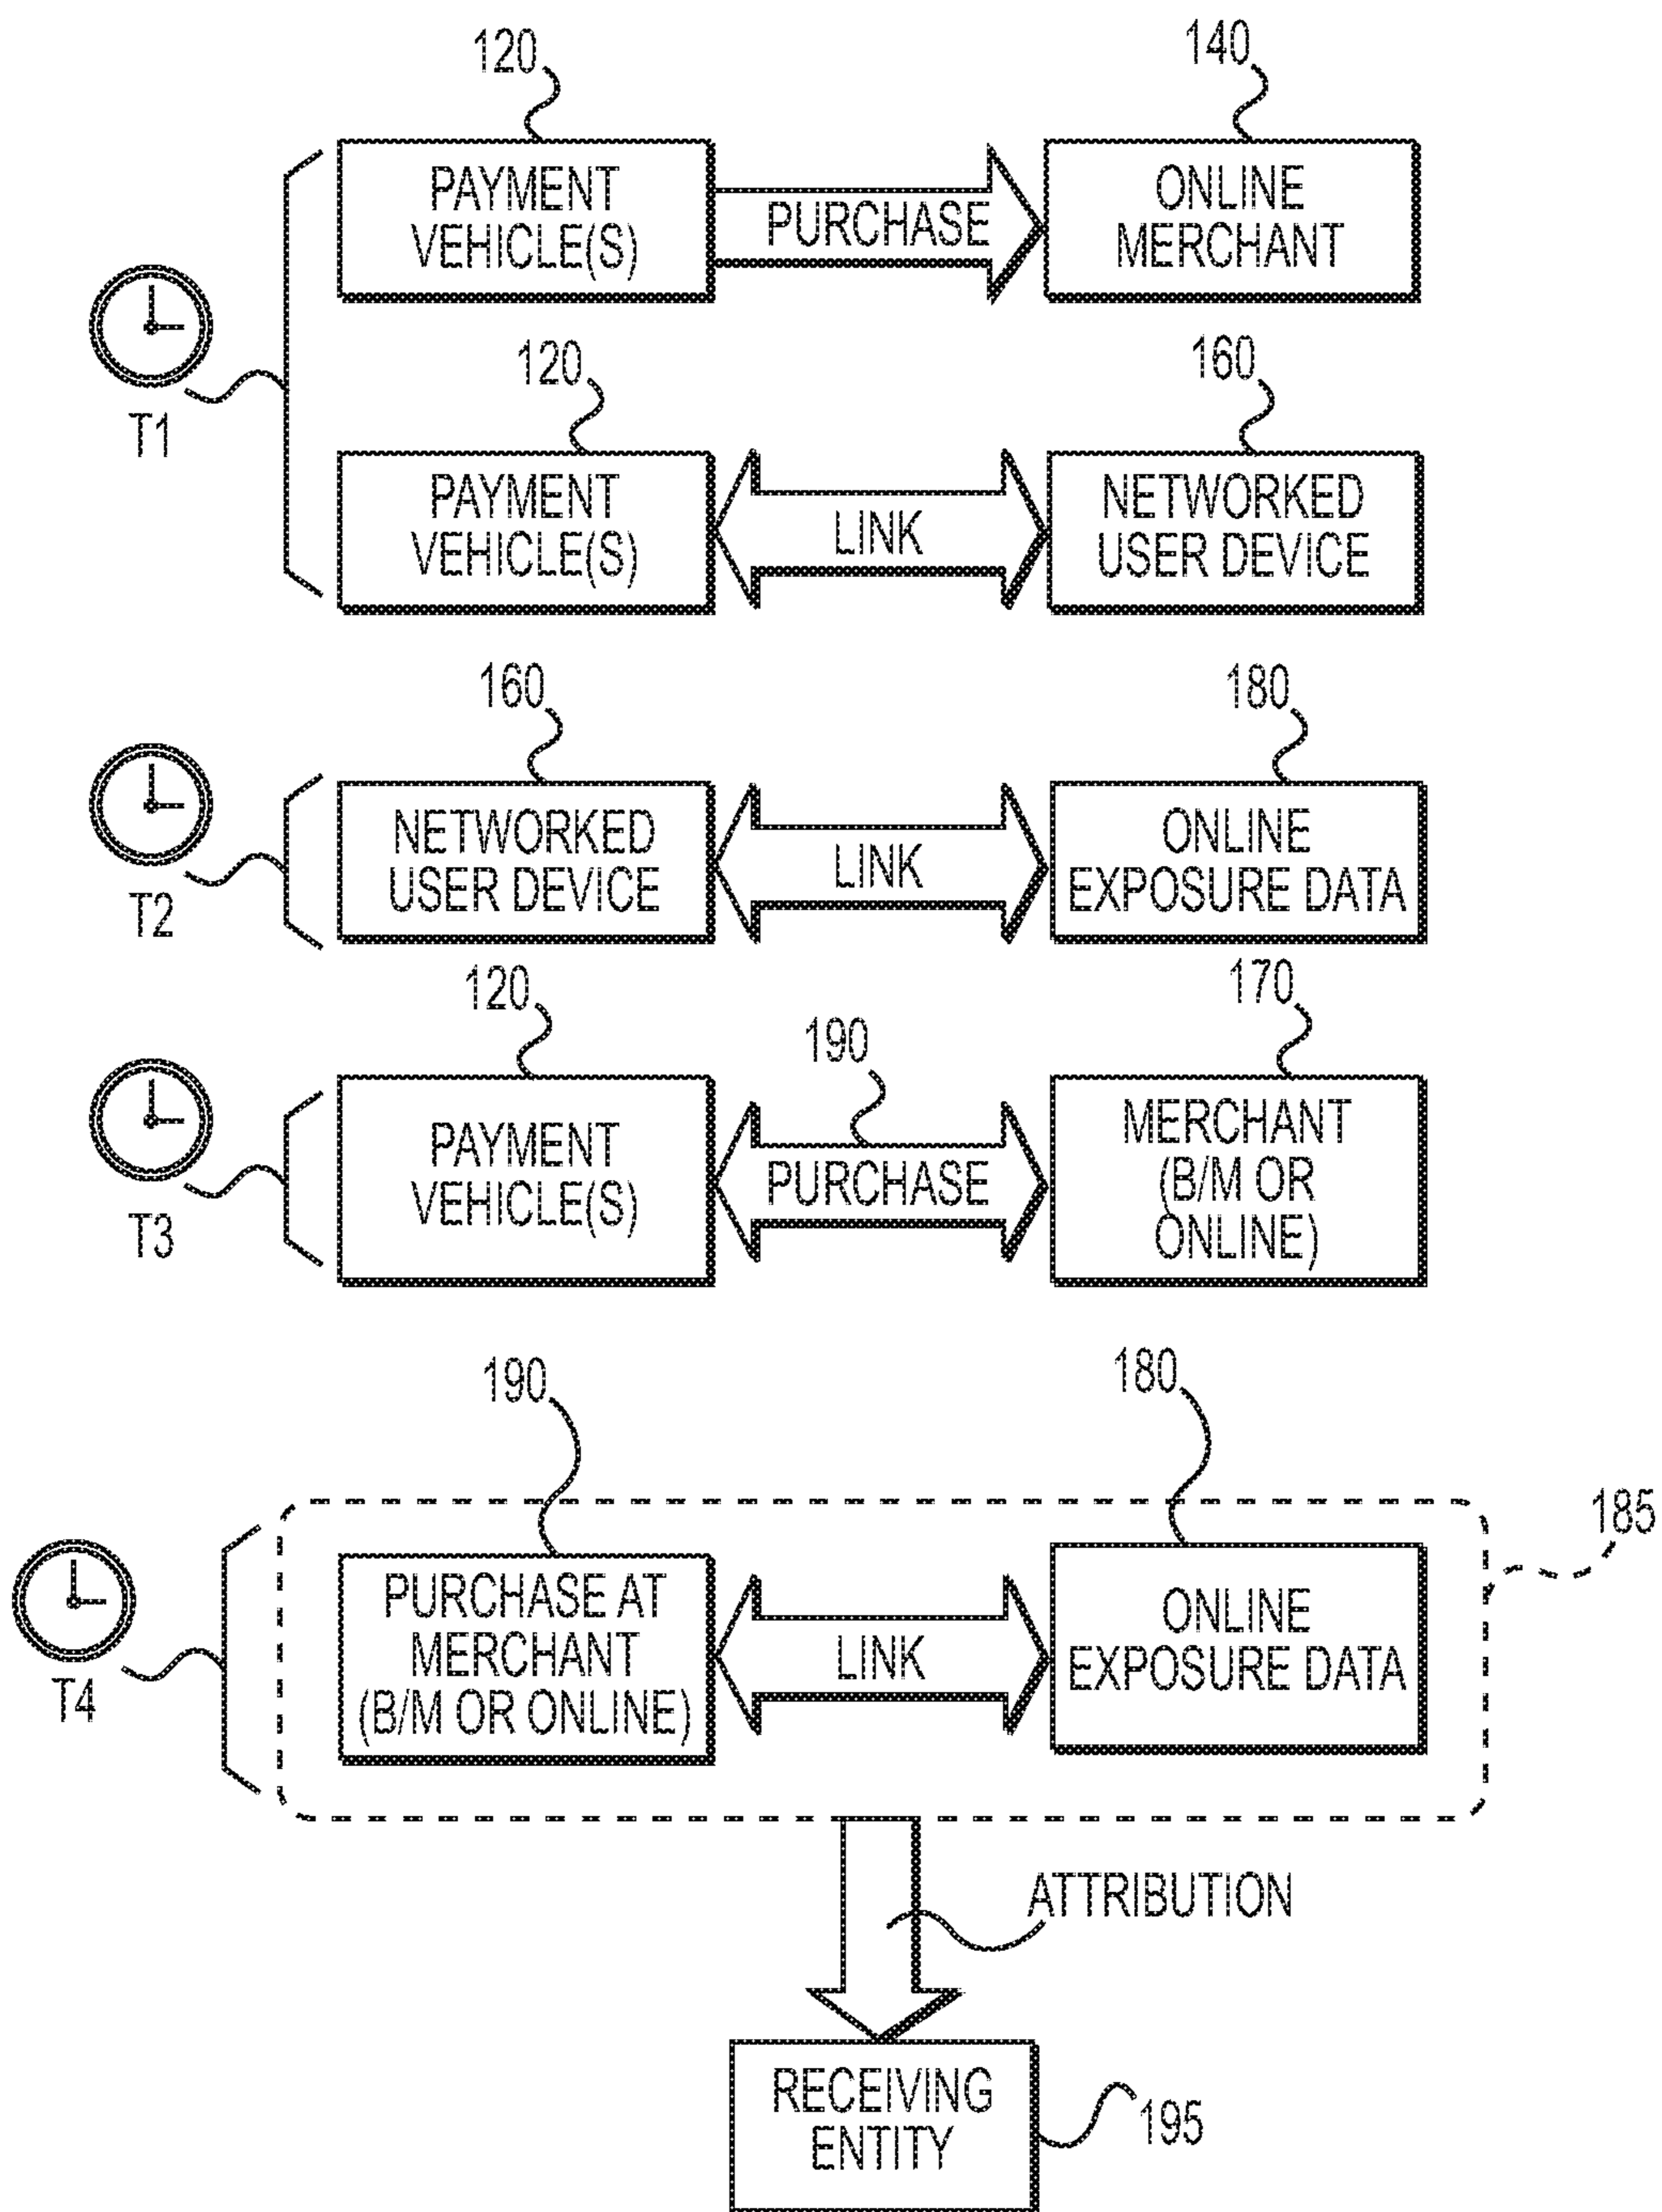 120
140
PAYMENT
VEHICLE(S)
PURCHASE
ONLINE
MERCHANT
T1
120
160
PAYMENT
VEHICLE(S)
LINK
NETWORKED
USER DEVICE
160
180
T2
NETWORKED
USER DEVICE
LINK
ONLINE
EXPOSURE DATA
120
190
170
T3
PAYMENT
VEHICLE(S)
PURCHASE
MERCHANT
(B/M OR
ONLINE)
190
180
185
T4
PURCHASE AT
MERCHANT
(B/M OR ONLINE)
LINK
ONLINE
EXPOSURE DATA
ATTRIBUTION
RECEIVING
ENTITY
195